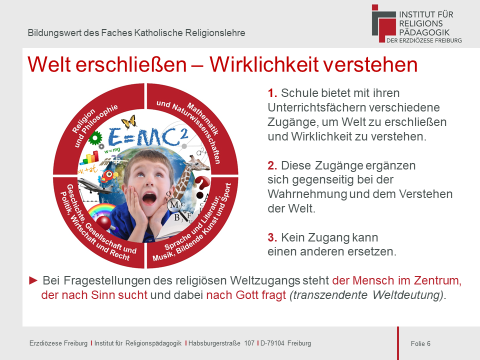 Bildungswert des Faches Katholische Religionslehre
INSTITUT FÜR
RELIGIONS
PÄDAGOGIK
DER ERZDIÖZESE FREIBURG
Welt erschließen – Wirklichkeit verstehen
Religion
und Philosophie
Mathematik
und Naturwissenschaften
E=MC²
Geschichte, Gesellschaft und
Politik, Wirtschaft und Recht
Sprache und Literatur,
Musik, Bildende Kunst und Sport
1. Schule bietet mit ihren
Unterrichtsfächern verschiedene
Zugänge, um Welt zu erschließen
und Wirklichkeit zu verstehen.
2. Diese Zugänge ergänzen
sich gegenseitig bei der
Wahrnehmung und dem Verstehen
der Welt.
3. Kein Zugang kann
einen anderen ersetzen.
► Bei Fragestellungen des religiösen Weltzugangs steht der Mensch im Zentrum,
der nach Sinn sucht und dabei nach Gott fragt (transzendente Weltdeutung).
Erzdiözese Freiburg I Institut für Religionspädagogik I Habsburgerstraße 107 I D-79104 Freiburg
Folie 6